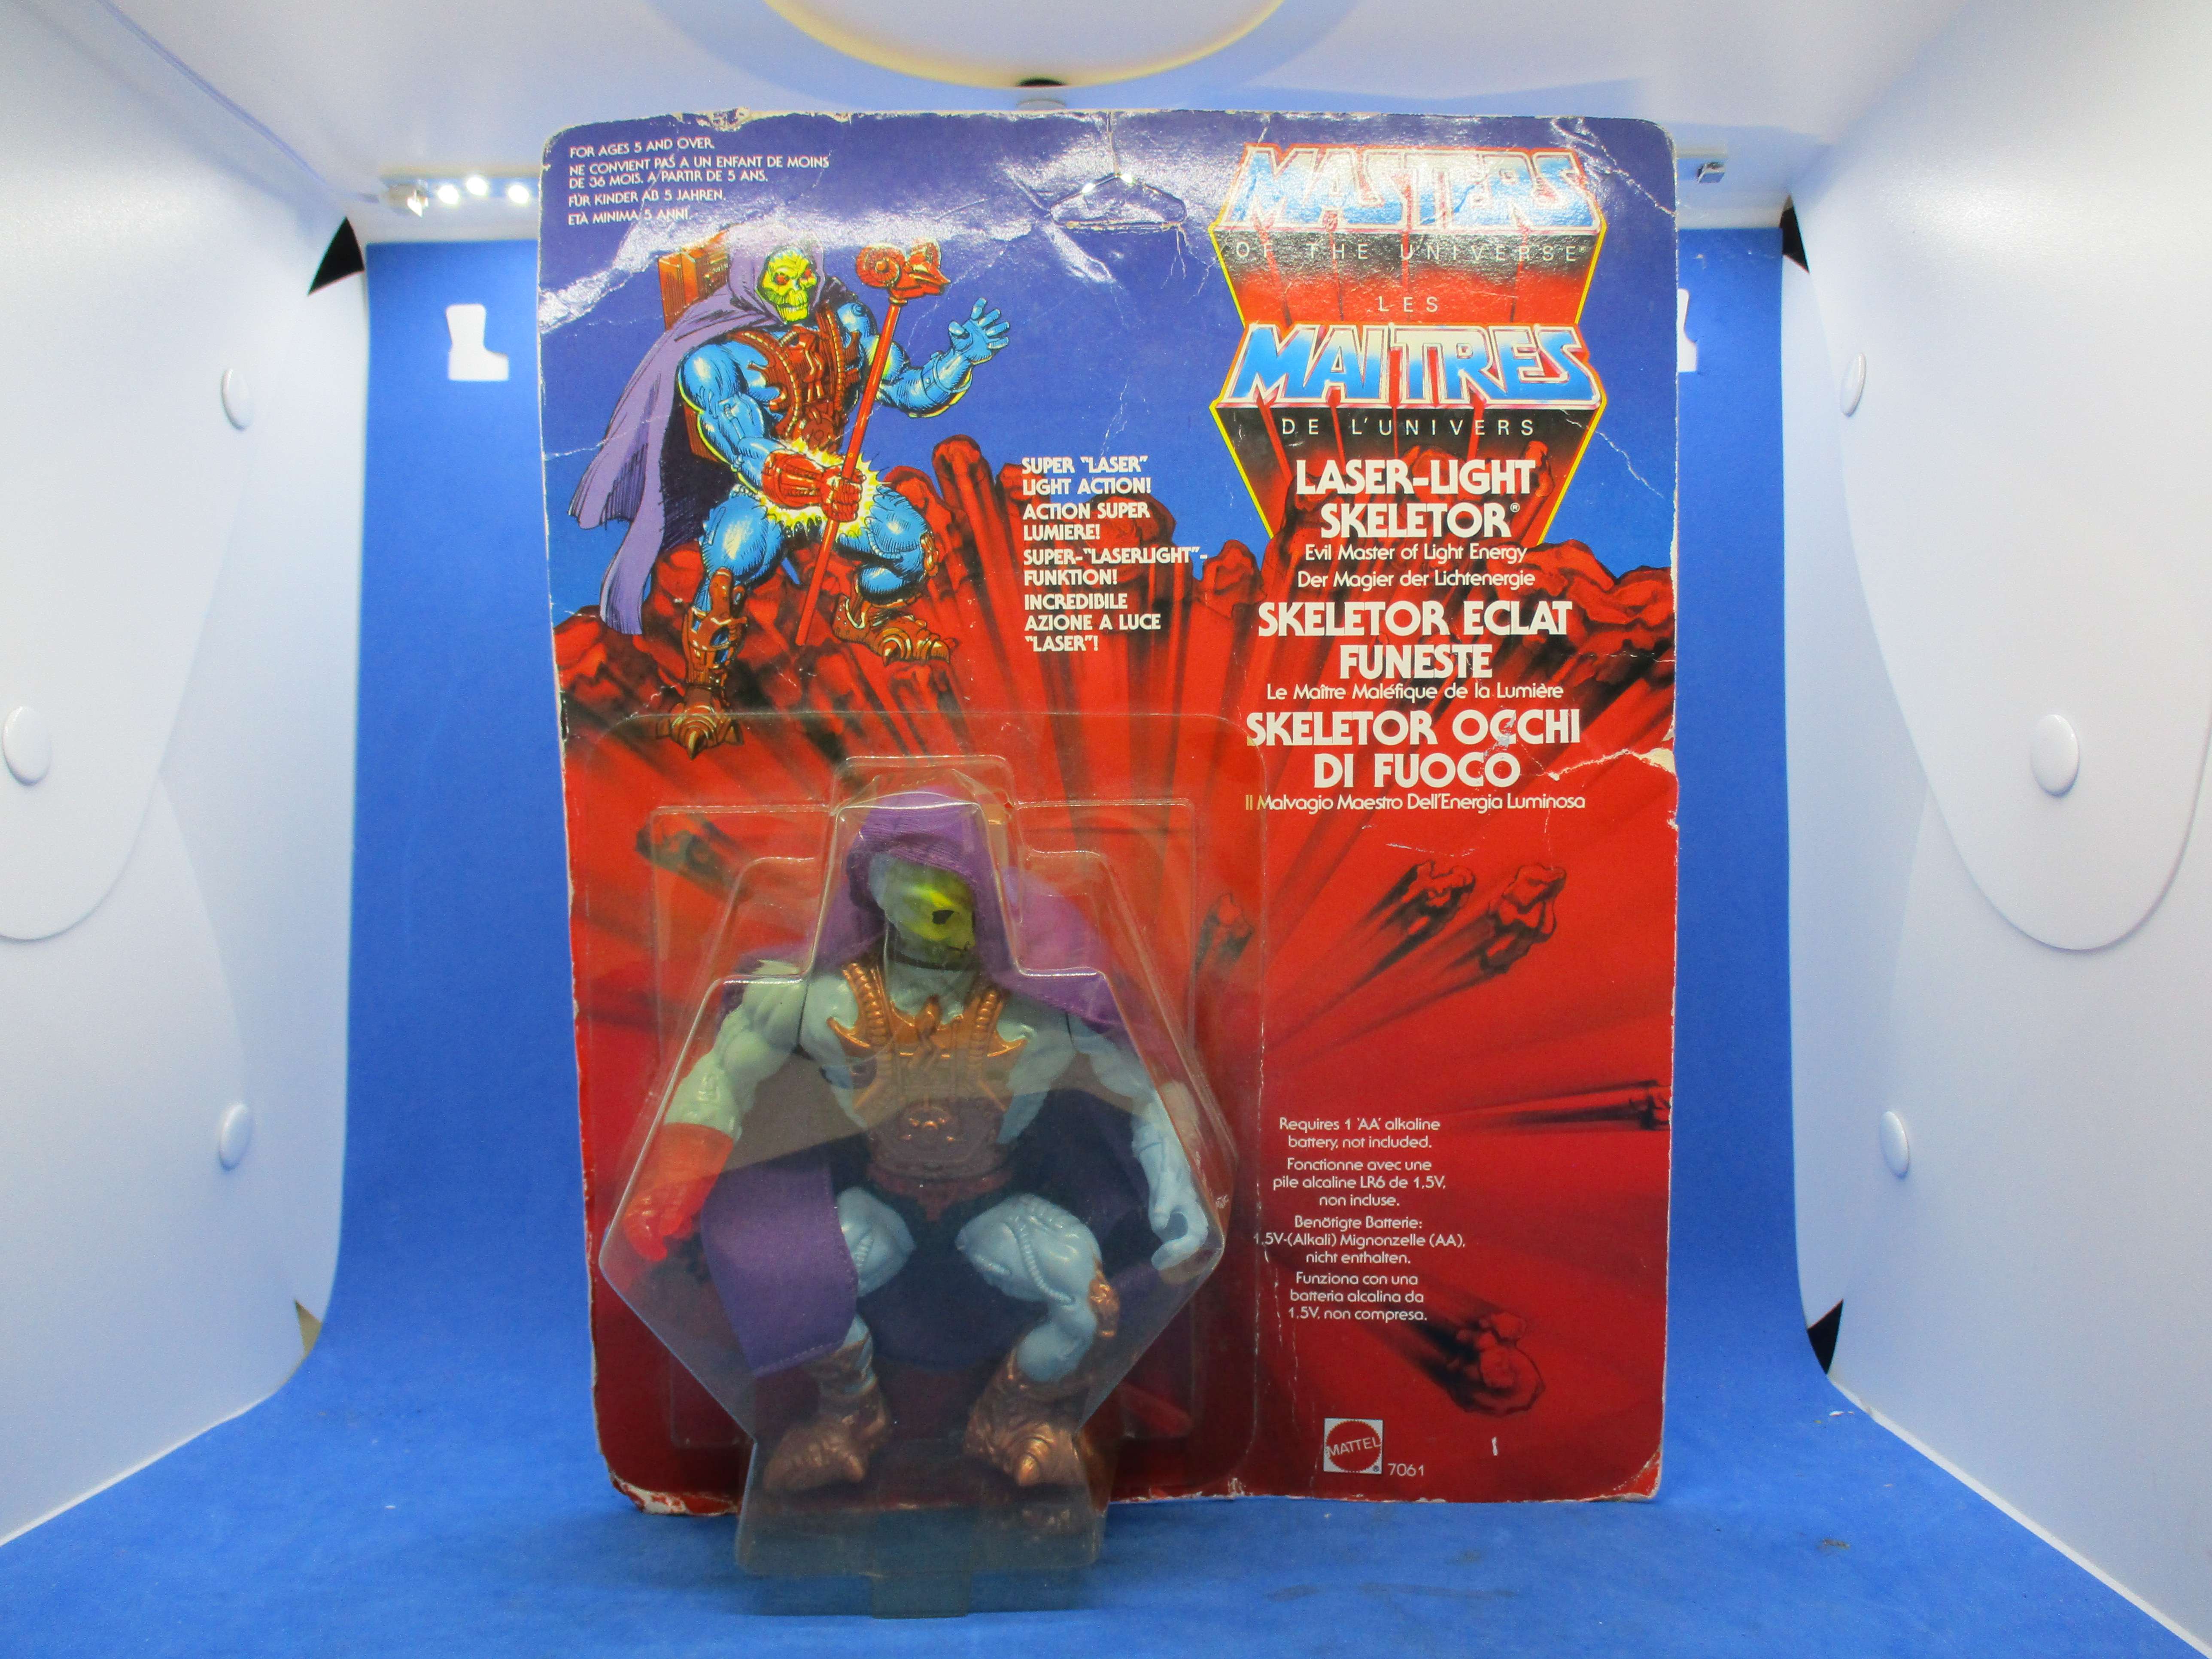 FOR AGES 5 AND OVER.
NE CONVIENT PAS A UN ENFANT DE MOINS
DE 36 MOIS. A PARTIR DE 5 ANS.
FÜR KINDER AB 5 JAHREN.
ETÀ MINIMA 5 ANNI.
MASTERS
OF THE UNIVERSE
LES
MAITRES
DE L'UNIVERS
SUPER "LASER"
LIGHT ACTION!
ACTION SUPER
LUMIERE!
SUPER-"LASERLIGHT"-
FUNKTION!
INCREDIBILE
AZIONE A LUCE
"LASER"!
LASER-LIGHT
SKELETOR®
Evil Master of Light Energy
Der Magier der Lichtenergie
SKELETOR ECLAT
FUNESTE
Le Maître Maléfique de la Lumière
SKELETOR OCCHI
DI FUOCO
Il Malvagio Maestro Dell'Energia Luminosa
Requires 1 'AA' alkaline
battery, not included.
Fonctionne avec une
pile alcaline LR6 de 1,5V,
non incluse.
Benötigte Batterie:
1,5V-(Alkali) Mignonzelle (AA),
nicht enthalten.
Funziona con una
batteria alcalina da
1,5V, non compresa.
MATTEL®
7061